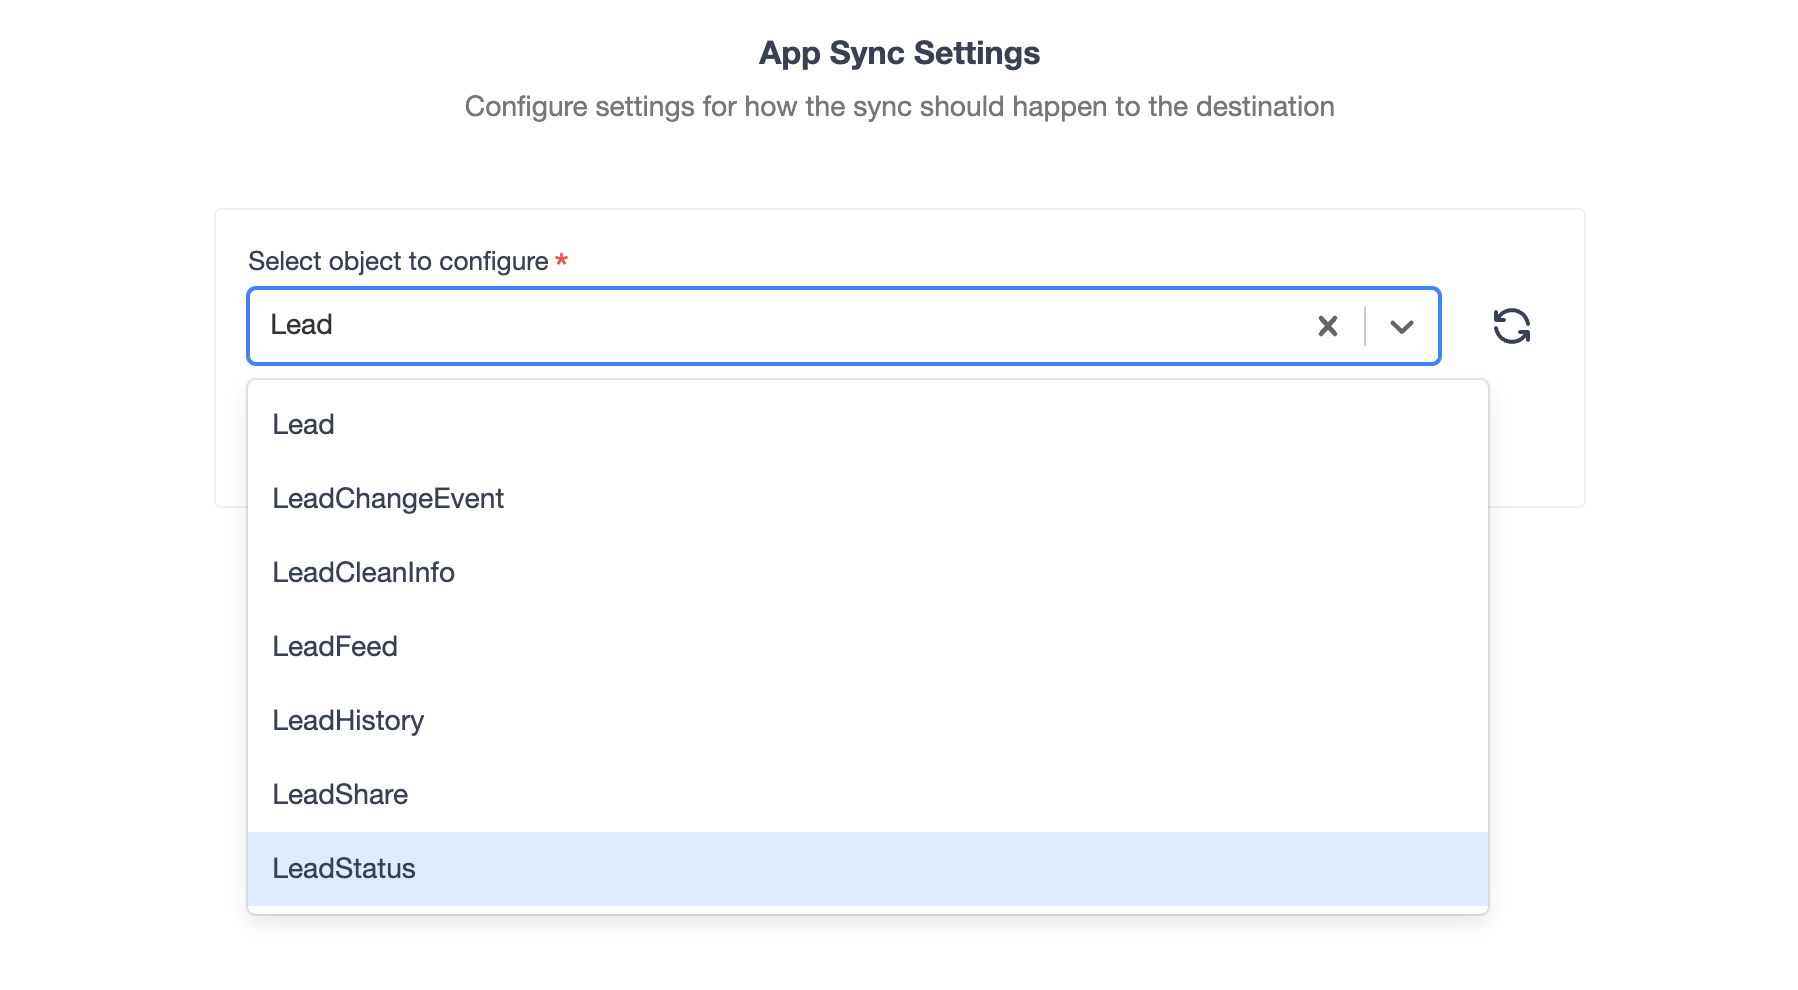 App Sync Settings
Configure settings for how the sync should happen to the destination
Select object to configure *
Lead
Lead
LeadChangeEvent
LeadCleanInfo
LeadFeed
LeadHistory
LeadShare
LeadStatus